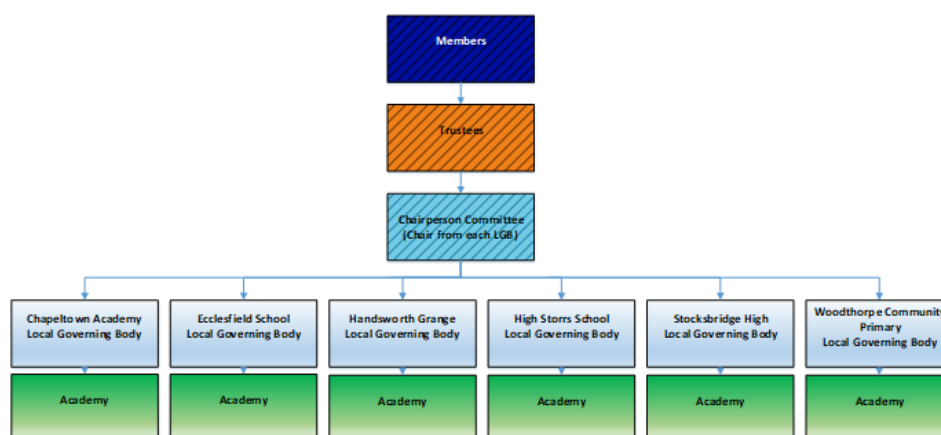 Members
Trustees
Chairperson Committee
(Chair from each LGB)
Chapeltown Academy
Local Governing Body
Ecclesfield School
Local Governing Body
Handsworth Grange
Local Governing Body
High Storrs School
Local Governing Body
Stocksbridge High
Local Governing Body
Woodthorpe Community
Primary
Local Governing Body
Academy
Academy
Academy
Academy
Academy
Academy